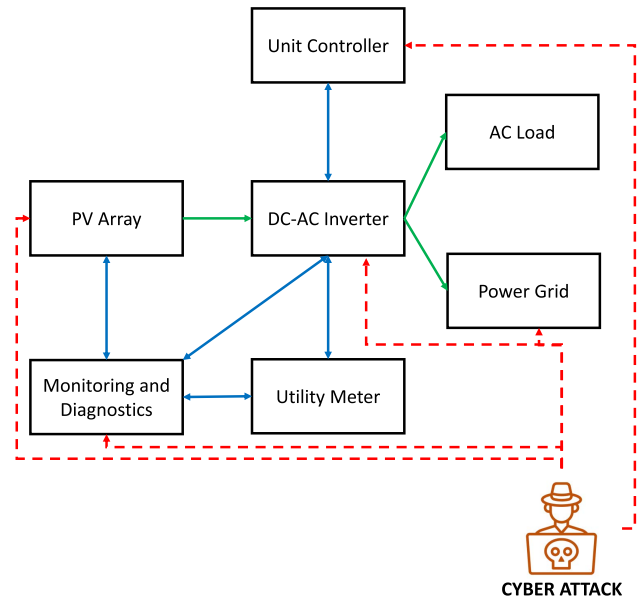 Unit Controller
AC Load
PV Array
DC-AC Inverter
Power Grid
Monitoring and
Diagnostics
Utility Meter
CYBER ATTACK